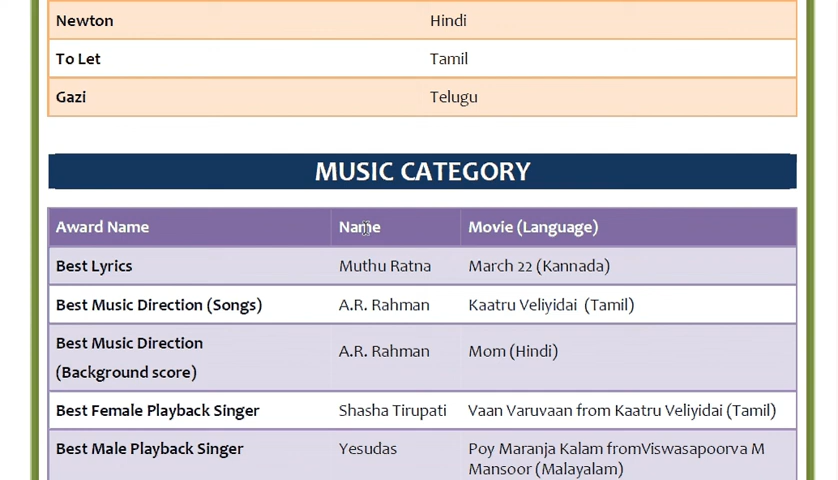 Newton Hindi
To Let Tamil
Gazi Telugu
MUSIC CATEGORY
Award Name Name Movie (Language)
Best Lyrics Muthu Ratna March 22 (Kannada)
Best Music Direction (Songs) A.R. Rahman Kaatru Veliyidai (Tamil)
Best Music Direction
(Background score) A.R. Rahman Mom (Hindi)
Best Female Playback Singer Shasha Tirupati Vaan Varuvaan from Kaatru Veliyidai (Tamil)
Best Male Playback Singer Yesudas Poy Maranja Kalam fromViswasapoorva M
Mansoor (Malayalam)